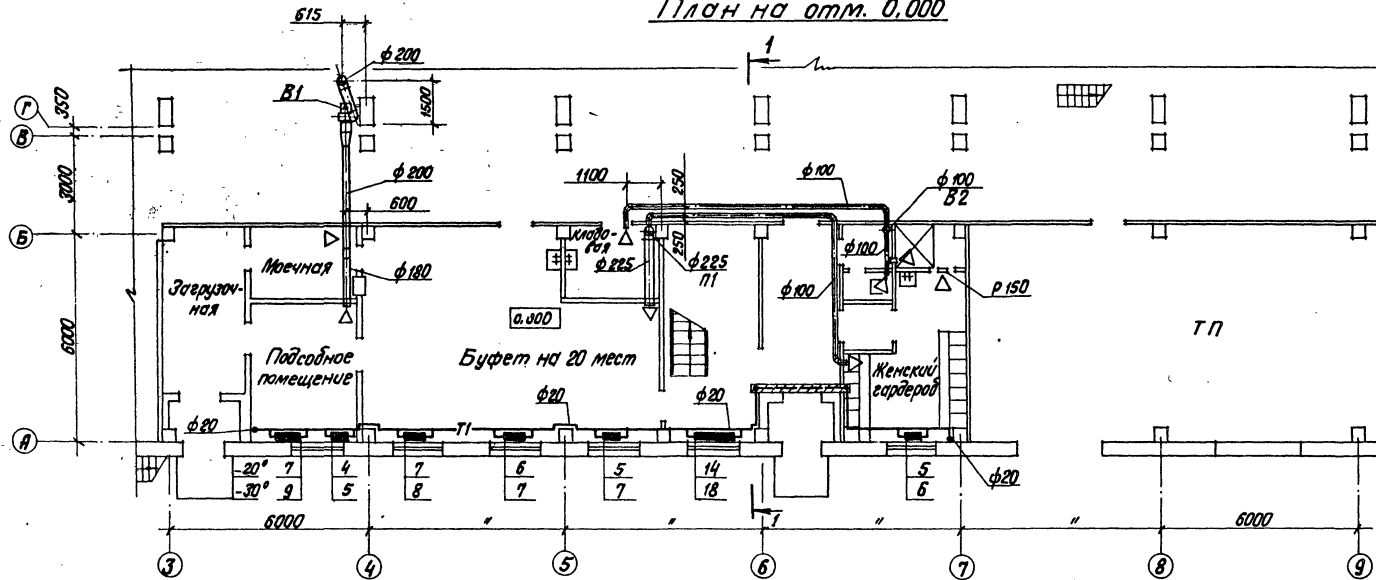 План на отм. 0,000
615
ф200
1
В1
1500
Г
350
В
3000
ф200
600
1100
250
ф100
ф100
В2
Б
Кладо-
вая
250
Моечная
ф225
ф225
П1
ф100
ф180
Загрузоч-
ная
ф100
Р150
0,000
ТП
6000
Подсобное
помещение
Буфет на 20 мест
Женский
гардероб
ф20
ф20
ф20
Т1
А
-20° 7 4 7 6 5 14 5
-30° 9 5 8 7 7 18 6
ф20
1
6000 " " " " 6000
3 4 5 6 7 8 9